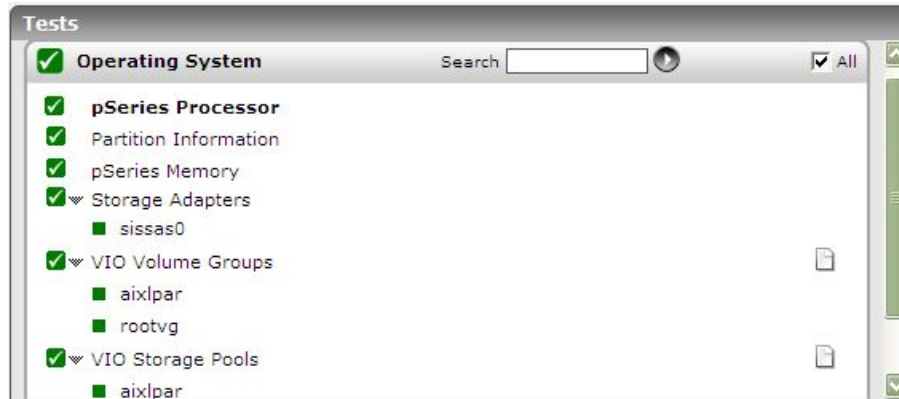 Tests
Operating System Search All
pSeries Processor
Partition Information
pSeries Memory
Storage Adapters
sissas0
VIO Volume Groups
aixlpar
rootvg
VIO Storage Pools
aixlpar